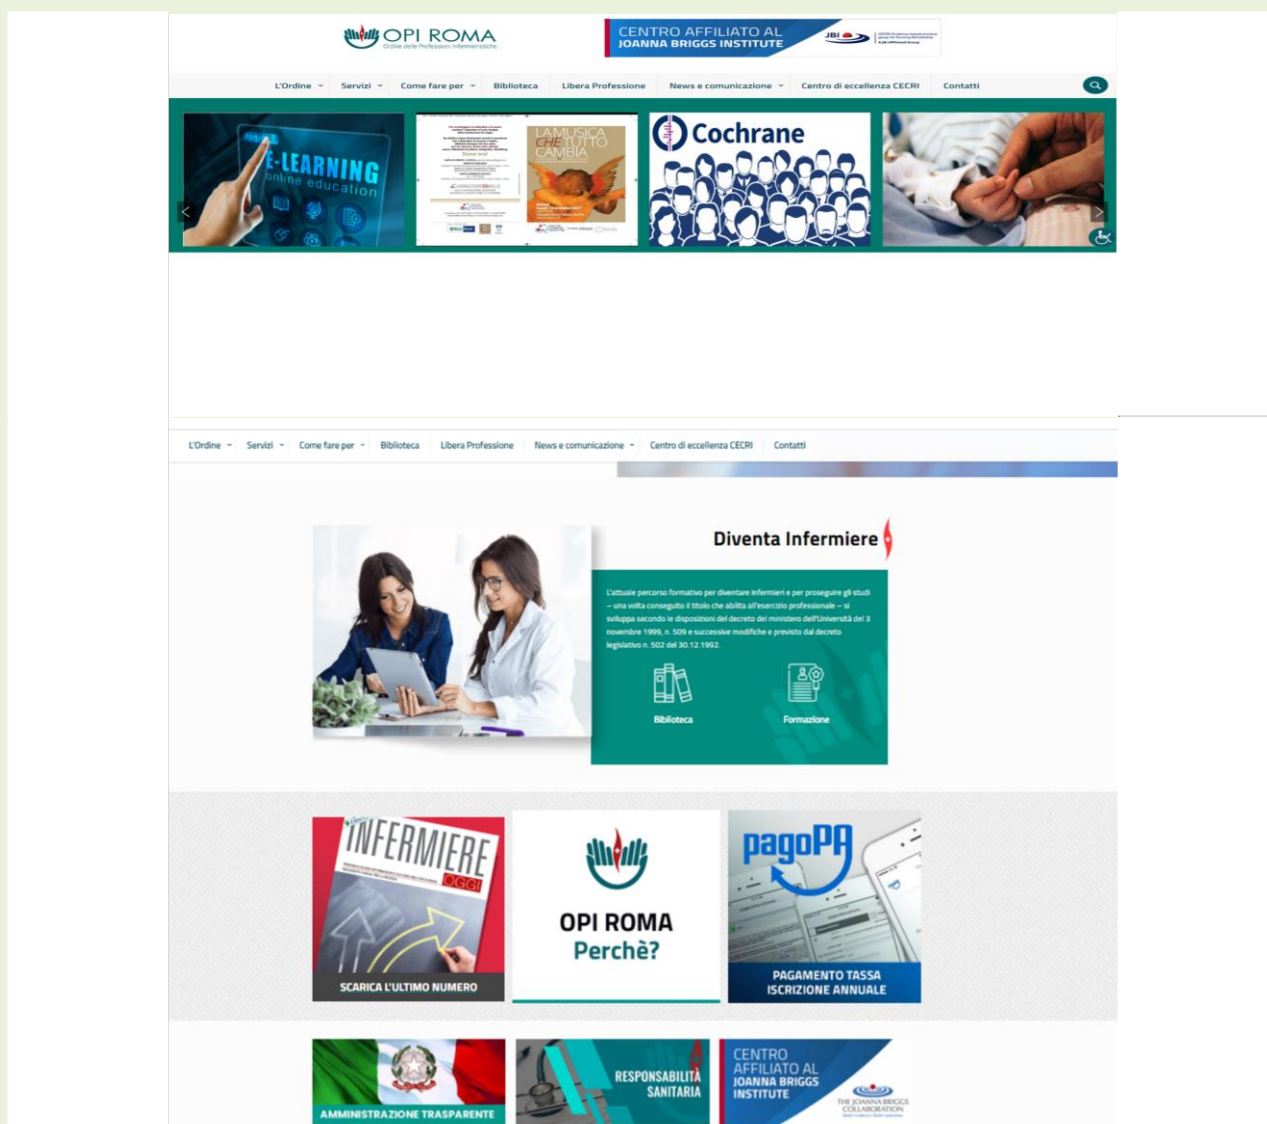 OPI ROMA
Ordine delle Professioni Infermieristiche
CENTRO AFFILIATO AL
JOANNA BRIGGS INSTITUTE
JBI
L'Ordine Servizi Come fare per Biblioteca Libera Professione News e comunicazione Centro di eccellenza CECRI Contatti
E-LEARNING
online education
LA MUSICA
CHE TUTTO
CAMBIA
Cochrane
L'Ordine Servizi Come fare per Biblioteca Libera Professione News e comunicazione Centro di eccellenza CECRI Contatti
Diventa Infermiere
L'attuale percorso formativo per diventare infermieri e per proseguire gli studi
– una volta conseguito il titolo che abilita all'esercizio professionale – si
sviluppa secondo le disposizioni del decreto del ministero dell'Università del 3
novembre 1999, n. 509 e successive modifiche e previsto dal decreto
legislativo n. 502 del 30.12.1992.
Biblioteca Formazione
INFERMIERE
OGGI
SCARICA L'ULTIMO NUMERO
OPI ROMA
Perchè?
pagoPA
PAGAMENTO TASSA
ISCRIZIONE ANNUALE
AMMINISTRAZIONE TRASPARENTE
RESPONSABILITÀ
SANITARIA
CENTRO
AFFILIATO AL
JOANNA BRIGGS
INSTITUTE
THE JOANNA BRIGGS
COLLABORATION